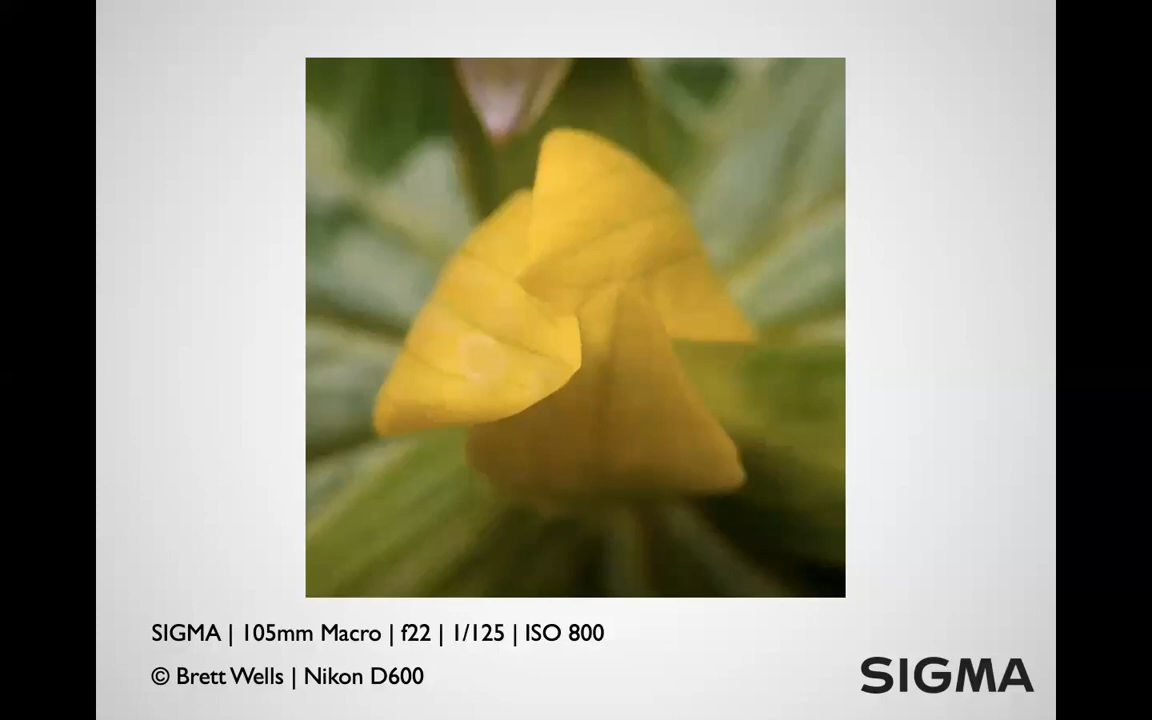 SIGMA | 105mm Macro | f22 | 1/125 | ISO 800
© Brett Wells | Nikon D600
SIGMA